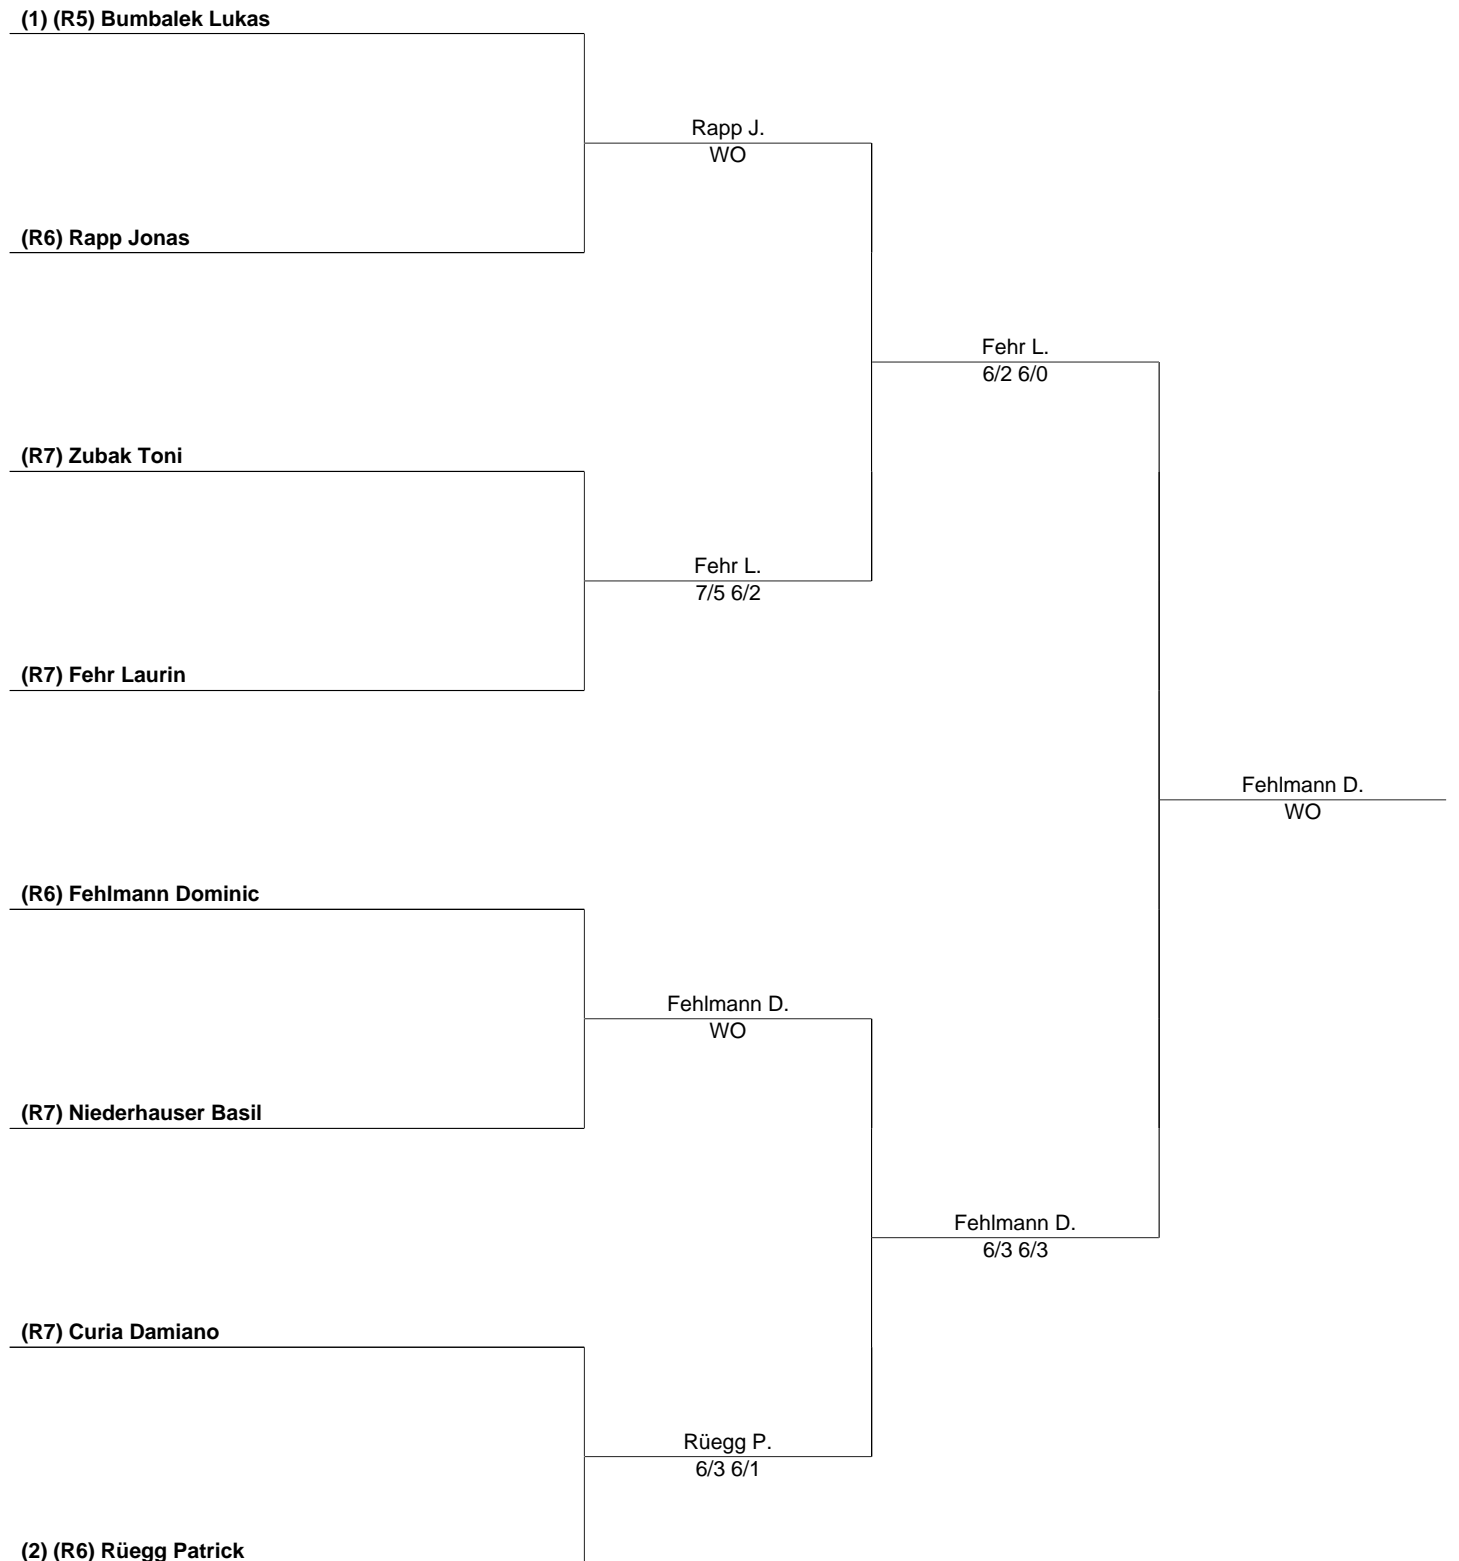 (1) (R5) Bumbalek Lukas
Rapp J.
WO
(R6) Rapp Jonas
Fehr L.
6/2 6/0
(R7) Zubak Toni
Fehr L.
7/5 6/2
(R7) Fehr Laurin
Fehlmann D.
WO
(R6) Fehlmann Dominic
Fehlmann D.
WO
(R7) Niederhauser Basil
Fehlmann D.
6/3 6/3
(R7) Curia Damiano
Rüegg P.
6/3 6/1
(2) (R6) Rüegg Patrick